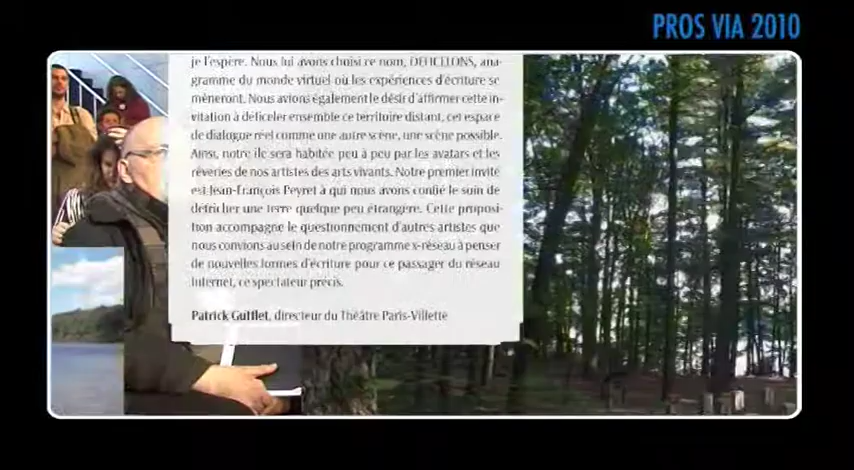 PROS VIA 2010
je l'espère. Nous lui avons choisi ce nom, DEFICELONS, ana-
gramme du monde virtuel où les expériences d'écriture se
mèneront. Nous avions également le désir d'affirmer cette in-
vitation à déficeler ensemble ce territoire distant, cet espace
de dialogue réel comme une autre scène, une scène possible.
Ainsi, notre île sera habitée peu à peu par les avatars et les
rêveries de nos artistes des arts vivants. Notre premier invité
est Jean-François Peyret à qui nous avons confié le soin de
défricher une terre quelque peu étrangère. Cette proposi-
tion accompagne le questionnement d'autres artistes que
nous convions au sein de notre programme x-réseau à penser
de nouvelles formes d'écriture pour ce passager du réseau
Internet, ce spectateur précis.
Patrick Gufflet, directeur du Théâtre Paris-Villette